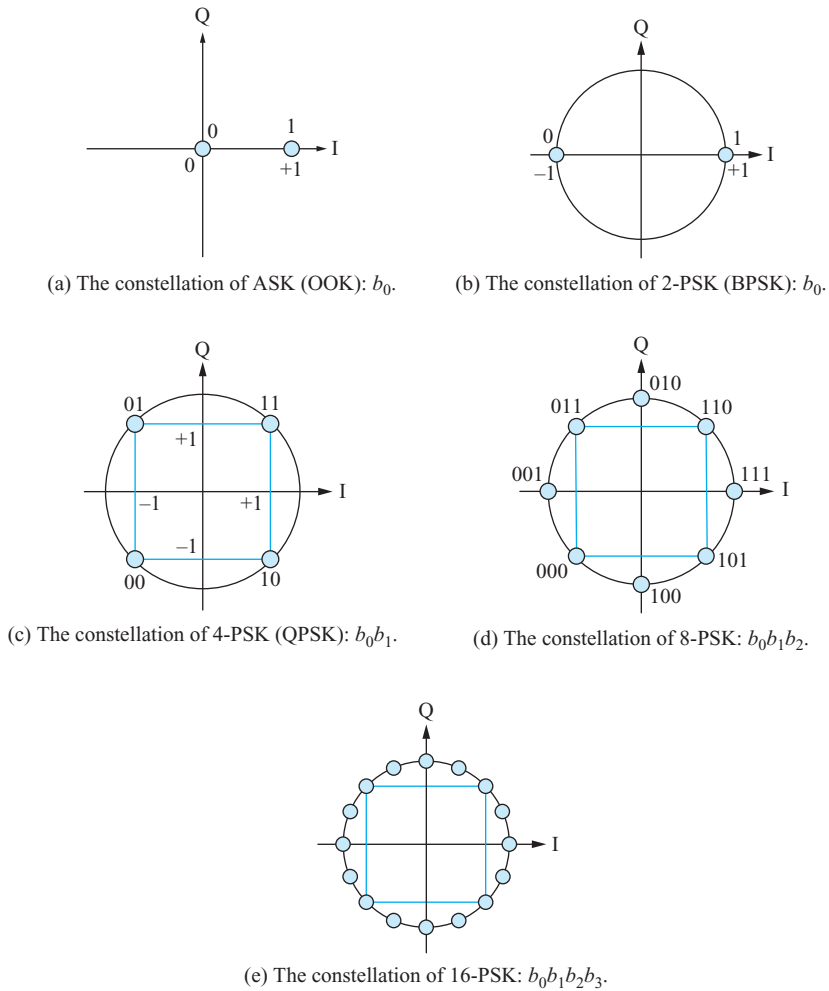 Q
0 1
0 +1 I
(a) The constellation of ASK (OOK): b₀.
Q
0 1
–1 +1 I
(b) The constellation of 2-PSK (BPSK): b₀.
Q
01 11
+1
I
–1 +1
–1
00 10
(c) The constellation of 4-PSK (QPSK): b₀b₁.
Q
010
011 110
001 111
I
000 101
100
(d) The constellation of 8-PSK: b₀b₁b₂.
Q
I
(e) The constellation of 16-PSK: b₀b₁b₂b₃.